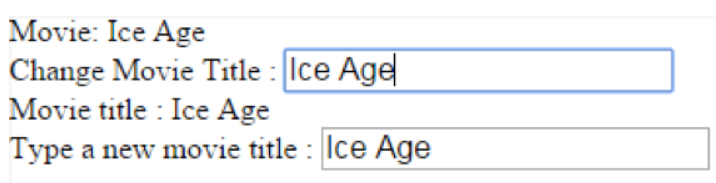 Movie: Ice Age
Change Movie Title : Ice Age
Movie title : Ice Age
Type a new movie title : Ice Age